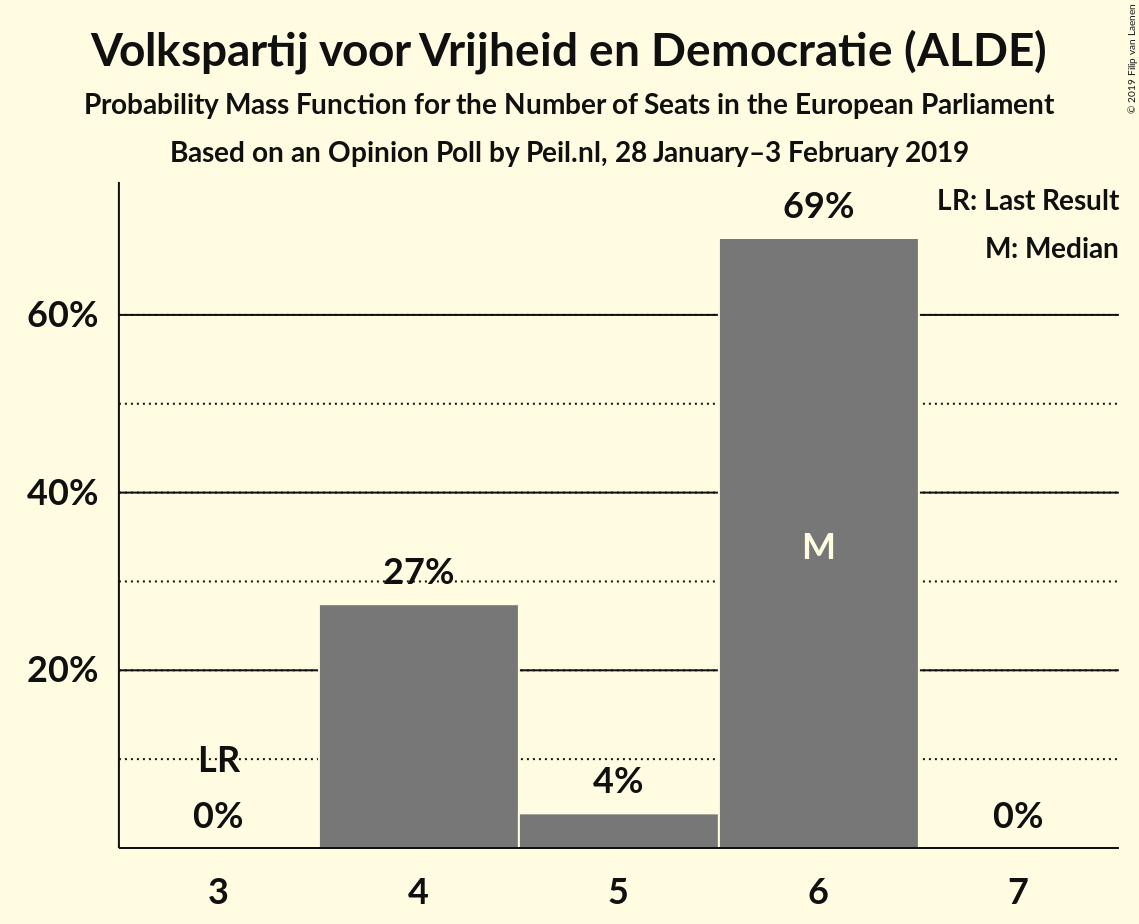 Volkspartij voor Vrijheid en Democratie (ALDE)
Probability Mass Function for the Number of Seats in the European Parliament
Based on an Opinion Poll by Peil.nl, 28 January–3 February 2019
© 2019 Filip van Laenen
LR: Last Result
M: Median
69%
60%
40%
M
27%
20%
LR
4%
0%
0%
3 4 5 6 7